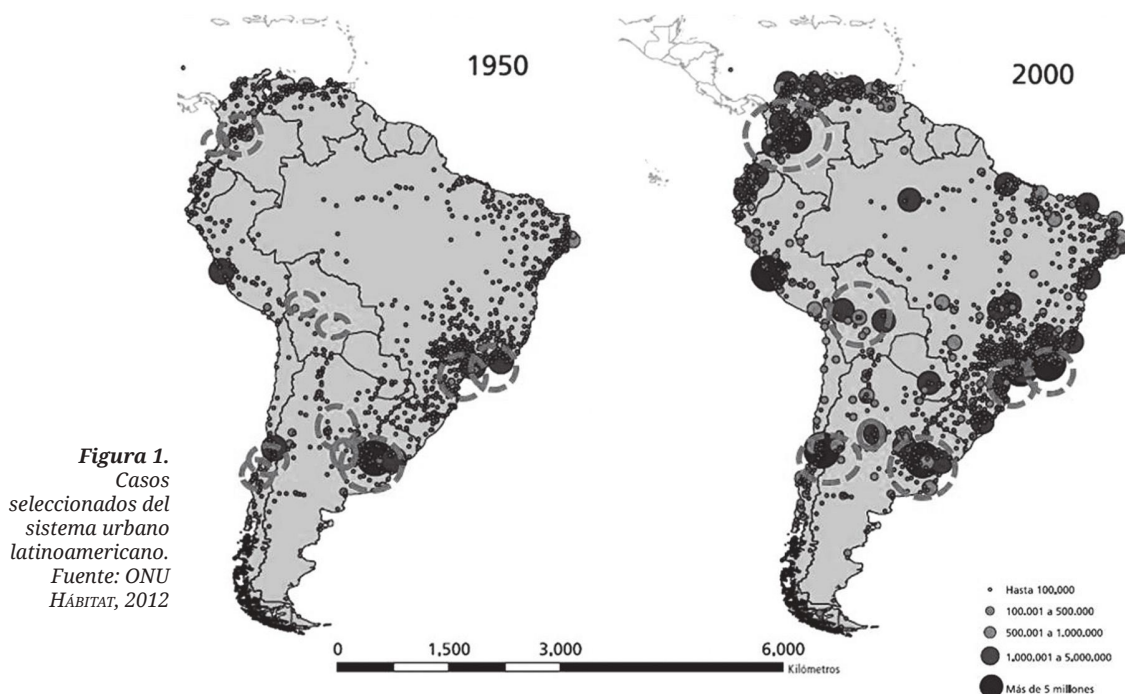 1950
2000
Figura 1.
Casos
seleccionados del
sistema urbano
latinoamericano.
Fuente: ONU
HÁBITAT, 2012
0 1,500 3,000 6,000
Kilómetros
Hasta 100.000
100.001 a 500.000
500.001 a 1.000.000
1.000.001 a 5.000.000
Más de 5 millones